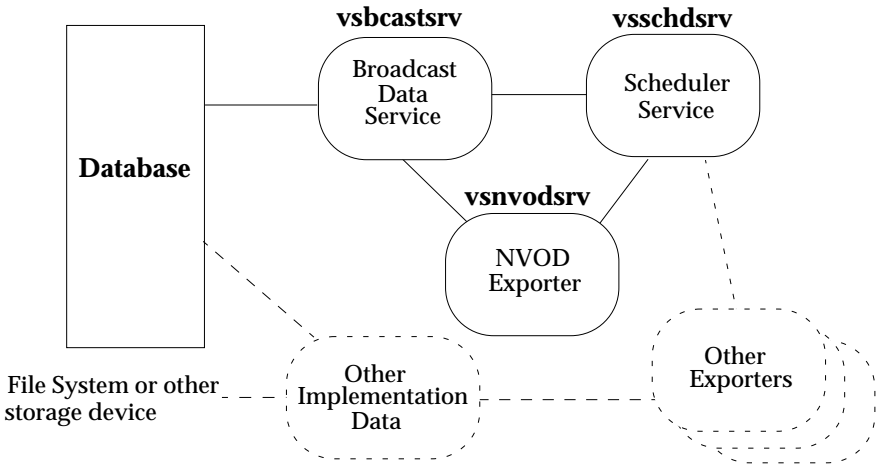 vsbcastsrv
vsschdsrv
Broadcast
Data
Service
Scheduler
Service
Database
vsnvodsrv
NVOD
Exporter
Other
Exporters
File System or other
storage device
Other
Implementation
Data